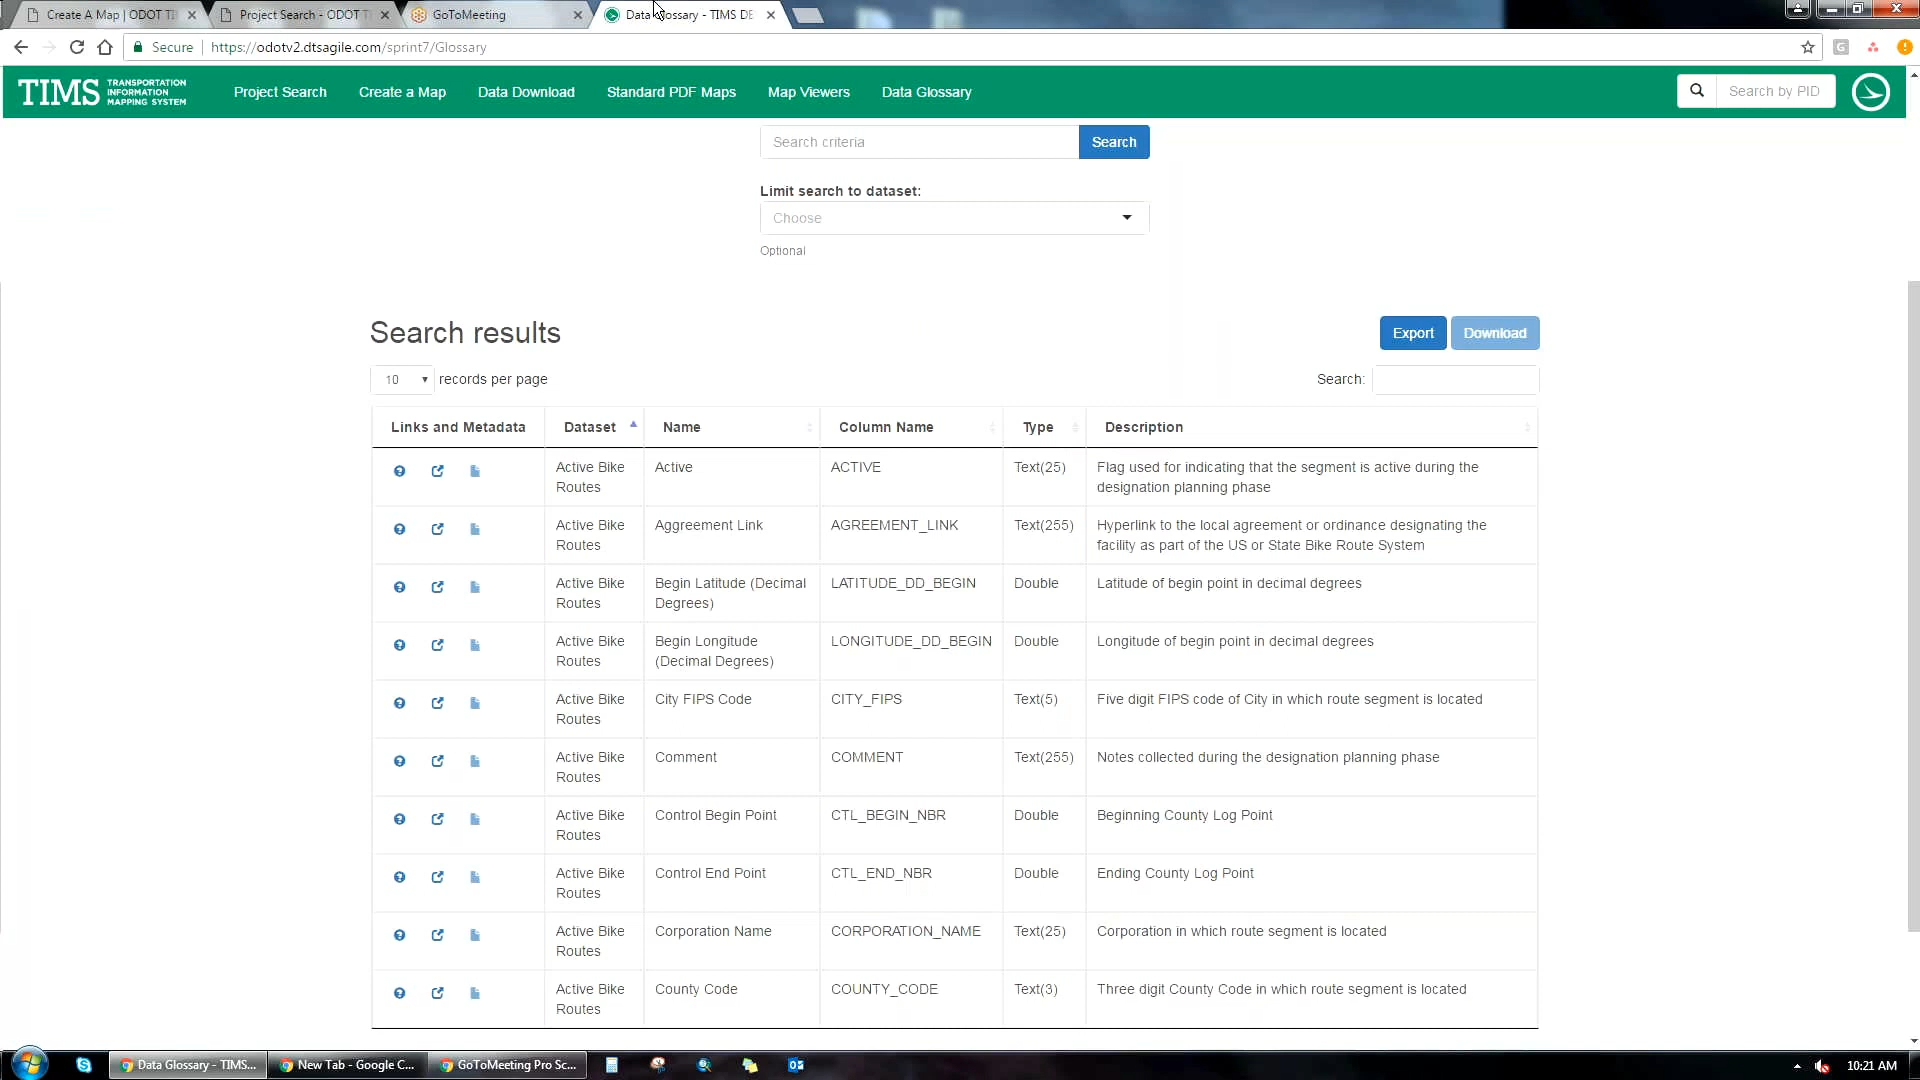 Create A Map | ODOT TI
Project Search - ODOT T
GoToMeeting
Data Glossary - TIMS DE
Secure
https://odotv2.dtsagile.com/sprint7/Glossary
TIMS TRANSPORTATION
INFORMATION
MAPPING SYSTEM
Project Search
Create a Map
Data Download
Standard PDF Maps
Map Viewers
Data Glossary
Search by PID
Search criteria
Search
Limit search to dataset:
Choose
Optional
Search results
Export
Download
10 records per page
Search:
Links and Metadata Dataset Name Column Name Type Description
Active Bike Active ACTIVE Text(25) Flag used for indicating that the segment is active during the
Routes designation planning phase
Active Bike Aggreement Link AGREEMENT_LINK Text(255) Hyperlink to the local agreement or ordinance designating the
Routes facility as part of the US or State Bike Route System
Active Bike Begin Latitude (Decimal LATITUDE_DD_BEGIN Double Latitude of begin point in decimal degrees
Routes Degrees)
Active Bike Begin Longitude LONGITUDE_DD_BEGIN Double Longitude of begin point in decimal degrees
Routes (Decimal Degrees)
Active Bike City FIPS Code CITY_FIPS Text(5) Five digit FIPS code of City in which route segment is located
Routes
Active Bike Comment COMMENT Text(255) Notes collected during the designation planning phase
Routes
Active Bike Control Begin Point CTL_BEGIN_NBR Double Beginning County Log Point
Routes
Active Bike Control End Point CTL_END_NBR Double Ending County Log Point
Routes
Active Bike Corporation Name CORPORATION_NAME Text(25) Corporation in which route segment is located
Routes
Active Bike County Code COUNTY_CODE Text(3) Three digit County Code in which route segment is located
Routes
Data Glossary - TIMS...
New Tab - Google C...
GoToMeeting Pro Sc...
10:21 AM